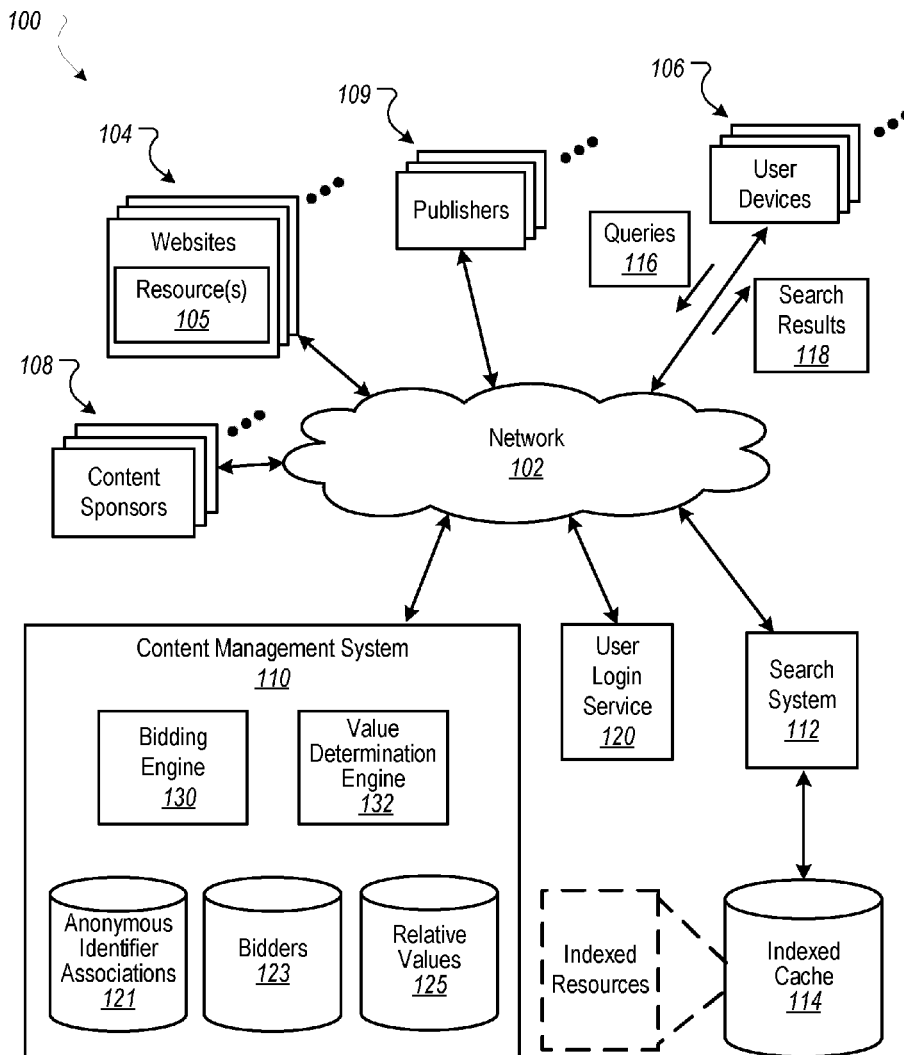 100
109
106
104
User
Devices
Publishers
Queries
116
Websites
Resource(s)
105
Search
Results
118
108
Network
102
Content
Sponsors
Content Management System
110
User
Login
Service
120
Search
System
112
Bidding
Engine
130
Value
Determination
Engine
132
Anonymous
Identifier
Associations
121
Bidders
123
Relative
Values
125
Indexed
Resources
Indexed
Cache
114